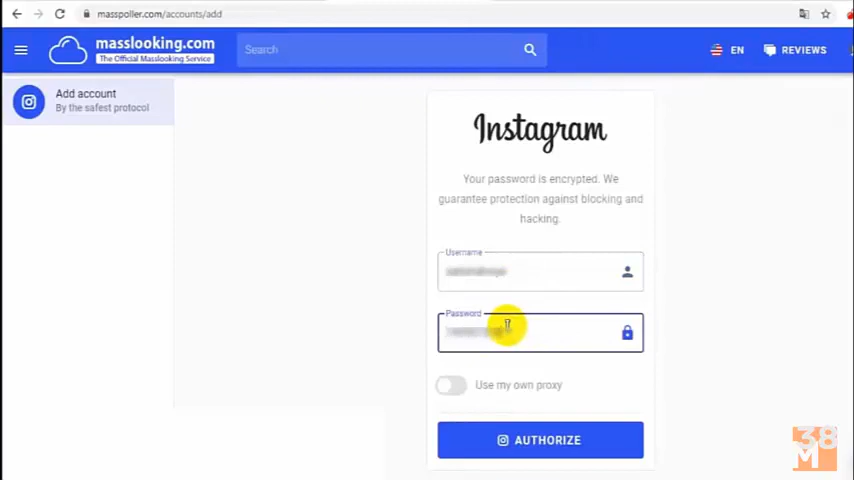 masspoller.com/accounts/add
masslooking.com
The Official Masslooking Service
Search
EN
REVIEWS
Add account
By the safest protocol
Instagram
Your password is encrypted. We
guarantee protection against blocking and
hacking.
Username
Password
Use my own proxy
AUTHORIZE
38
M